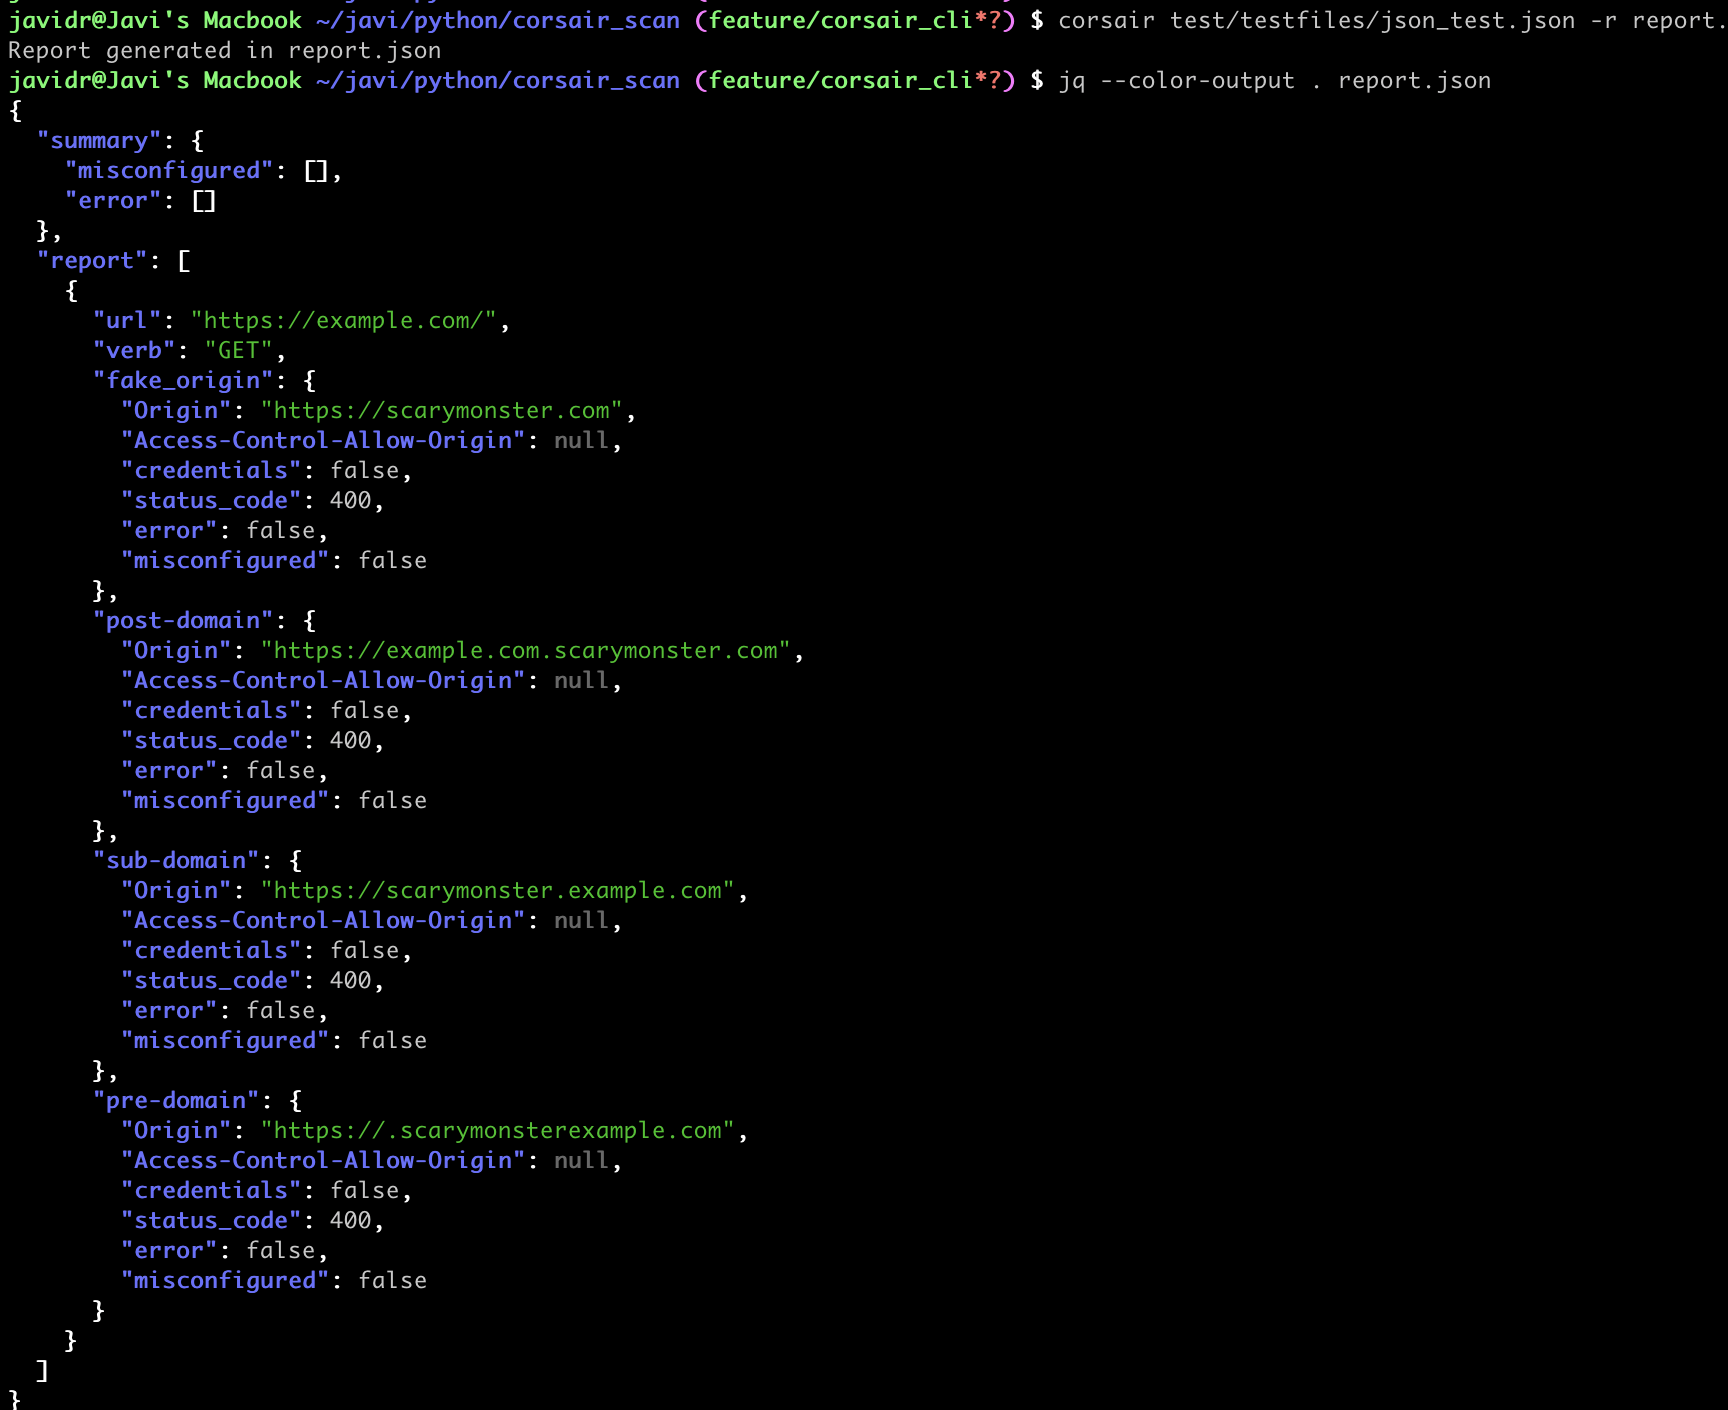 javidr@Javi's Macbook ~/javi/python/corsair_scan (feature/corsair_cli*?) $ corsair test/testfiles/json_test.json -r report.
Report generated in report.json
javidr@Javi's Macbook ~/javi/python/corsair_scan (feature/corsair_cli*?) $ jq --color-output . report.json
{
  "summary": {
    "misconfigured": [],
    "error": []
  },
  "report": [
    {
      "url": "https://example.com/",
      "verb": "GET",
      "fake_origin": {
        "Origin": "https://scarymonster.com",
        "Access-Control-Allow-Origin": null,
        "credentials": false,
        "status_code": 400,
        "error": false,
        "misconfigured": false
      },
      "post-domain": {
        "Origin": "https://example.com.scarymonster.com",
        "Access-Control-Allow-Origin": null,
        "credentials": false,
        "status_code": 400,
        "error": false,
        "misconfigured": false
      },
      "sub-domain": {
        "Origin": "https://scarymonster.example.com",
        "Access-Control-Allow-Origin": null,
        "credentials": false,
        "status_code": 400,
        "error": false,
        "misconfigured": false
      },
      "pre-domain": {
        "Origin": "https://.scarymonsterexample.com",
        "Access-Control-Allow-Origin": null,
        "credentials": false,
        "status_code": 400,
        "error": false,
        "misconfigured": false
      }
    }
  ]
}